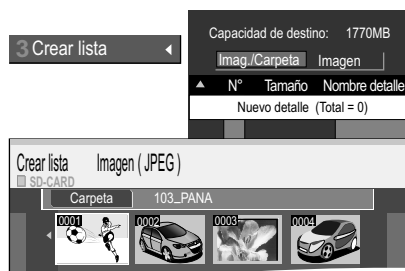 3 Crear lista
Capacidad de destino: 1770MB
Imag./Carpeta Imagen
N° Tamaño Nombre detalle
Nuevo detalle (Total = 0)
Crear lista Imagen ( JPEG )
SD-CARD
Carpeta 103_PANA
0001 0002 0003 0004